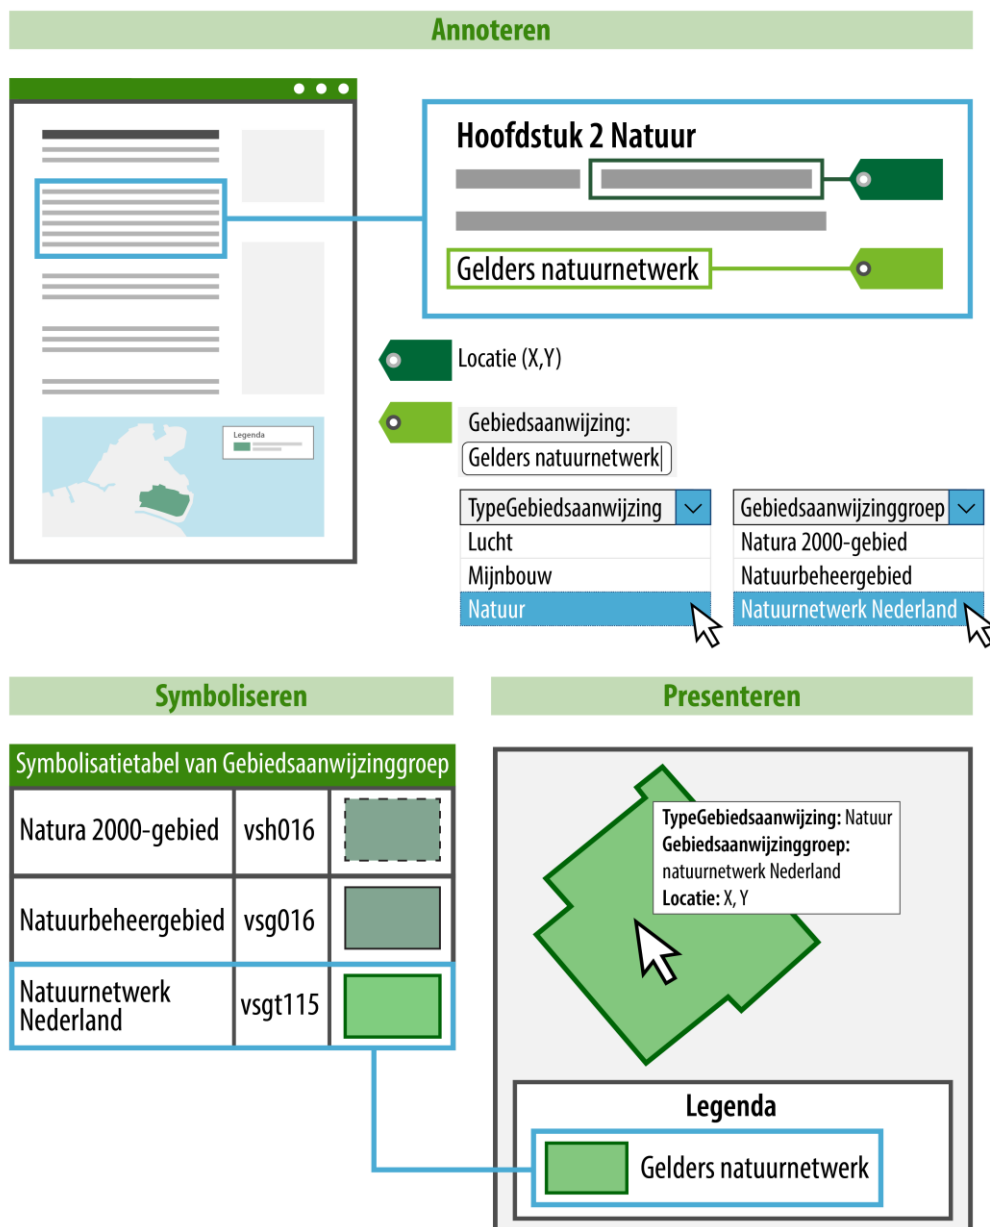 Annoteren
Hoofdstuk 2 Natuur
Gelders natuurnetwerk
Legenda
Locatie (X,Y)
Gebiedsaanwijzing:
Gelders natuurnetwerk
TypeGebiedsaanwijzing
Lucht
Mijnbouw
Natuur
Gebiedsaanwijzinggroep
Natura 2000-gebied
Natuurbeheergebied
Natuurnetwerk Nederland
Symboliseren
Symbolisatietabel van Gebiedsaanwijzinggroep
Natura 2000-gebied vsh016
Natuurbeheergebied vsg016
Natuurnetwerk
Nederland vsgt115
Presenteren
TypeGebiedsaanwijzing: Natuur
Gebiedsaanwijzinggroep:
natuurnetwerk Nederland
Locatie: X, Y
Legenda
Gelders natuurnetwerk